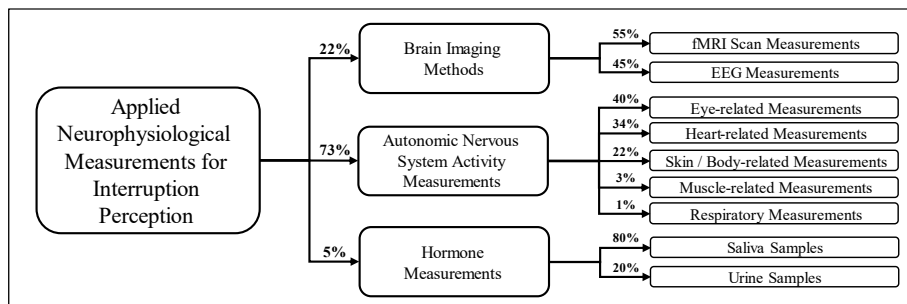 Applied
Neurophysiological
Measurements for
Interruption
Perception
22%
Brain Imaging
Methods
55%
fMRI Scan Measurements
45%
EEG Measurements
73%
Autonomic Nervous
System Activity
Measurements
40%
Eye-related Measurements
34%
Heart-related Measurements
22%
Skin / Body-related Measurements
3%
Muscle-related Measurements
1%
Respiratory Measurements
5%
Hormone
Measurements
80%
Saliva Samples
20%
Urine Samples